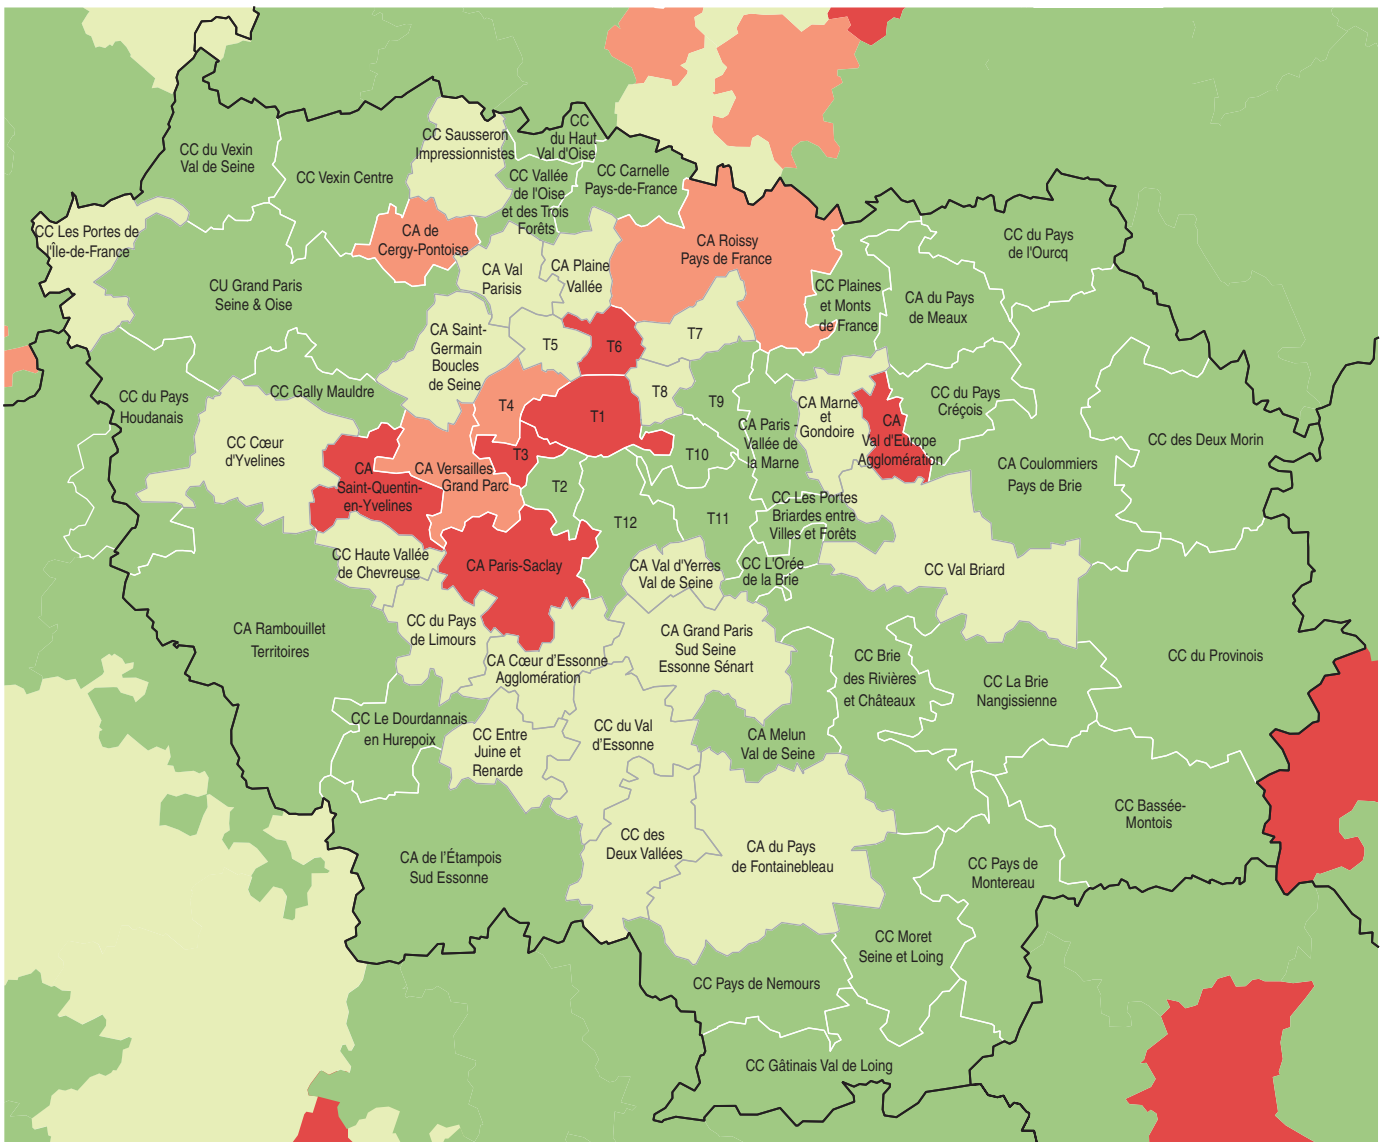 CC du Vexin
Val de Seine
CC Vexin Centre
CC Sausseron
Impressionnistes
CC
du Haut
Val d'Oise
CC Vallée
de l'Oise
et des Trois
Forêts
CC Carnelle
Pays-de-France
CC Les Portes de
l'Île-de-France
CA de
Cergy-Pontoise
CA Roissy
Pays de France
CC du Pays
de l'Ourcq
CU Grand Paris
Seine & Oise
CA Val
Parisis
CA Plaine
Vallée
CC Plaines
et Monts
de France
CA du Pays
de Meaux
CA Saint-
Germain
Boucles
de Seine
T5
T6
T7
CC du Pays
Houdanais
CC Gally Mauldre
T4
T1
T8
T9
CA Marne
et
Gondoire
CC du Pays
Créçois
CC Cœur
d'Yvelines
CA Paris -
Vallée de
la Marne
CA
Val d'Europe
Agglomération
CC des Deux Morin
CA
Saint-Quentin-
en-Yvelines
CA Versailles
Grand Parc
T3
T2
T10
CA Coulommiers
Pays de Brie
T12
T11
CC Les Portes
Briardes entre
Villes et Forêts
CC Haute Vallée
de Chevreuse
CA Paris-Saclay
CA Val d'Yerres
Val de Seine
CC L'Orée
de la Brie
CC Val Briard
CA Rambouillet
Territoires
CC du Pays
de Limours
CA Cœur d'Essonne
Agglomération
CA Grand Paris
Sud Seine
Essonne Sénart
CC Brie
des Rivières
et Châteaux
CC La Brie
Nangissienne
CC du Provinois
CC Le Dourdannais
en Hurepoix
CC Entre
Juine et
Renarde
CC du Val
d'Essonne
CA Melun
Val de Seine
CC Bassée-
Montois
CA de l'Étampois
Sud Essonne
CC des
Deux Vallées
CA du Pays
de Fontainebleau
CC Pays de
Montereau
CC Moret
Seine et Loing
CC Pays de Nemours
CC Gâtinais Val de Loing